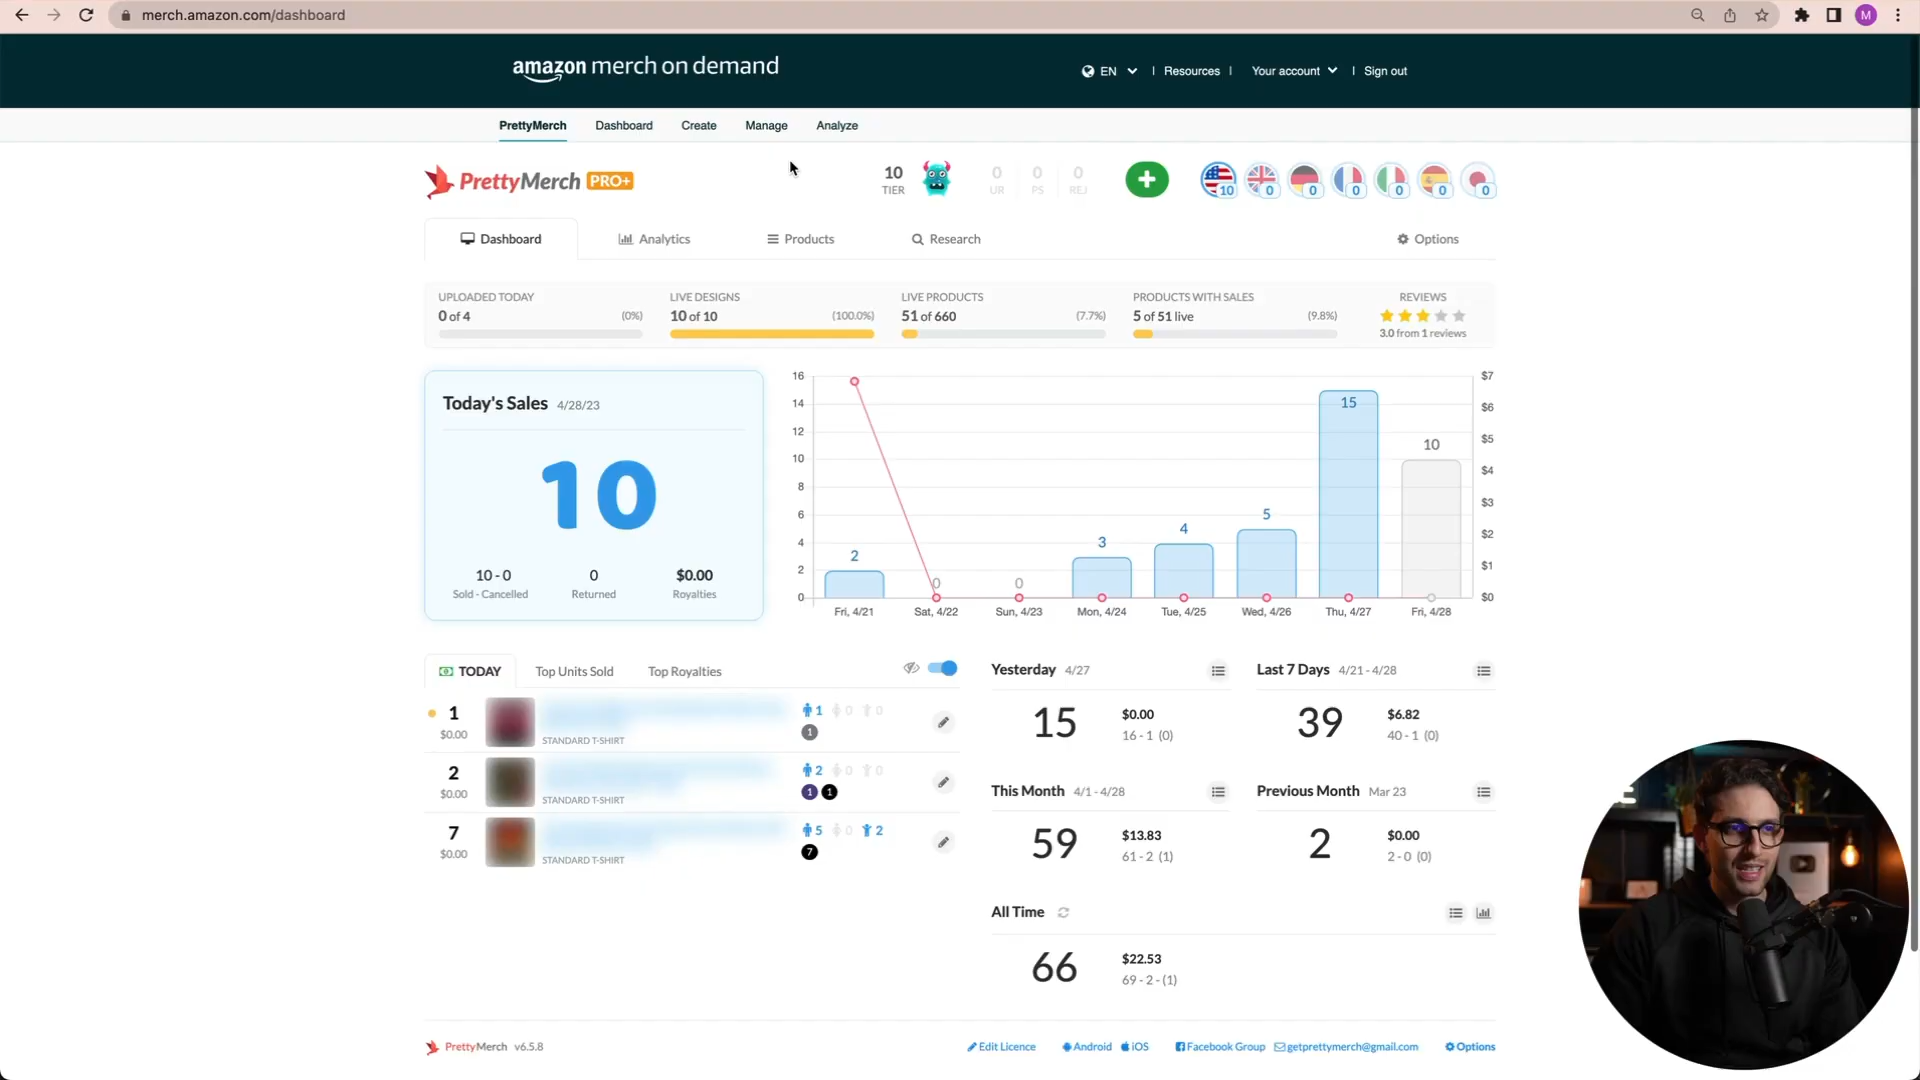 merch.amazon.com/dashboard
M
amazon merch on demand
EN | Resources | Your account | Sign out
PrettyMerch Dashboard Create Manage Analyze
PrettyMerch PRO+
10 TIER
0 UR
0 PS
0 REJ
10 0 0 0 0 0 0
Dashboard Analytics Products Research Options
UPLOADED TODAY
0 of 4 (0%)
LIVE DESIGNS
10 of 10 (100.0%)
LIVE PRODUCTS
51 of 660 (7.7%)
PRODUCTS WITH SALES
5 of 51 live (9.8%)
REVIEWS
3.0 from 1 reviews
Today's Sales 4/28/23
10
10 - 0 0 $0.00
Sold - Cancelled Returned Royalties
16 14 12 10 8 6 4 2 0
2 0 0 3 4 5 15 10
$7 $6 $5 $4 $3 $2 $1 $0
Fri, 4/21 Sat, 4/22 Sun, 4/23 Mon, 4/24 Tue, 4/25 Wed, 4/26 Thu, 4/27 Fri, 4/28
TODAY Top Units Sold Top Royalties
1 1 0 0
$0.00 STANDARD T-SHIRT 1
2 2 0 0
$0.00 STANDARD T-SHIRT 1 1
7 5 0 2
$0.00 STANDARD T-SHIRT 7
Yesterday 4/27
15 $0.00
16 - 1 (0)
Last 7 Days 4/21 - 4/28
39 $6.82
40 - 1 (0)
This Month 4/1 - 4/28
59 $13.83
61 - 2 (1)
Previous Month Mar 23
2 $0.00
2 - 0 (0)
All Time
66 $22.53
69 - 2 - (1)
PrettyMerch v6.5.8
Edit Licence Android iOS Facebook Group getprettymerch@gmail.com Options